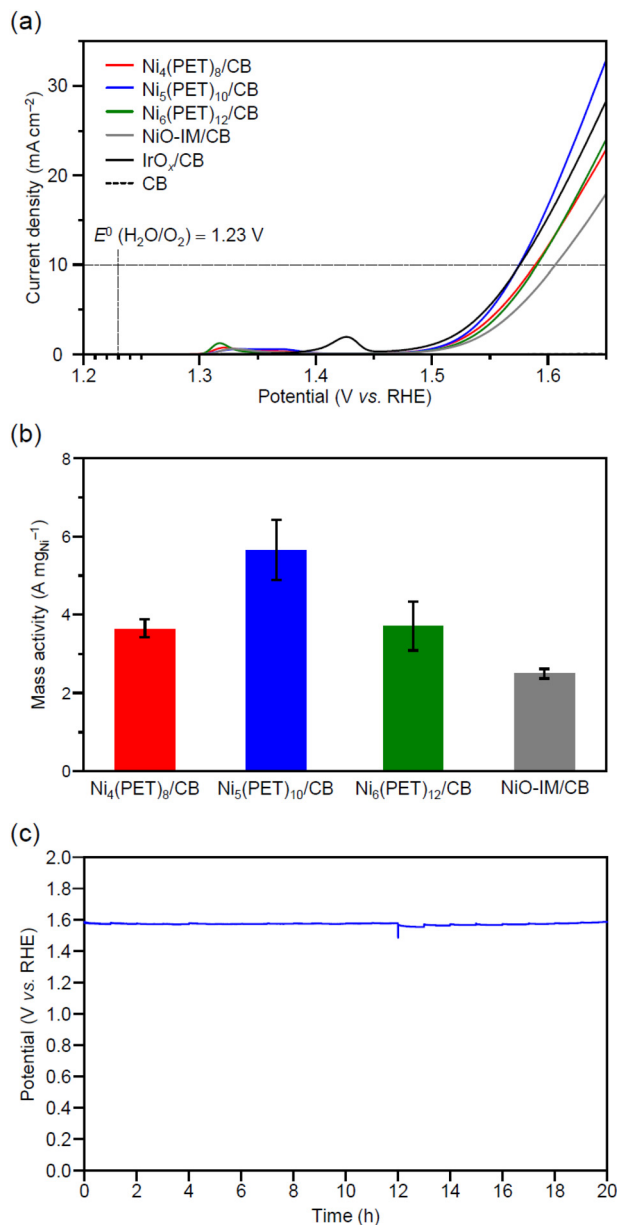 (a)
Current density (mA cm⁻²)
30
20
10
0
Ni₄(PET)₈/CB
Ni₅(PET)₁₀/CB
Ni₆(PET)₁₂/CB
NiO-IM/CB
IrOₓ/CB
CB
E⁰ (H₂O/O₂) = 1.23 V
1.2 1.3 1.4 1.5 1.6
Potential (V vs. RHE)
(b)
Mass activity (A mg_Ni⁻¹)
8
6
4
2
0
Ni₄(PET)₈/CB Ni₅(PET)₁₀/CB Ni₆(PET)₁₂/CB NiO-IM/CB
(c)
Potential (V vs. RHE)
2.0
1.8
1.6
1.4
1.2
1.0
0.8
0.6
0.4
0.2
0.0
0 2 4 6 8 10 12 14 16 18 20
Time (h)